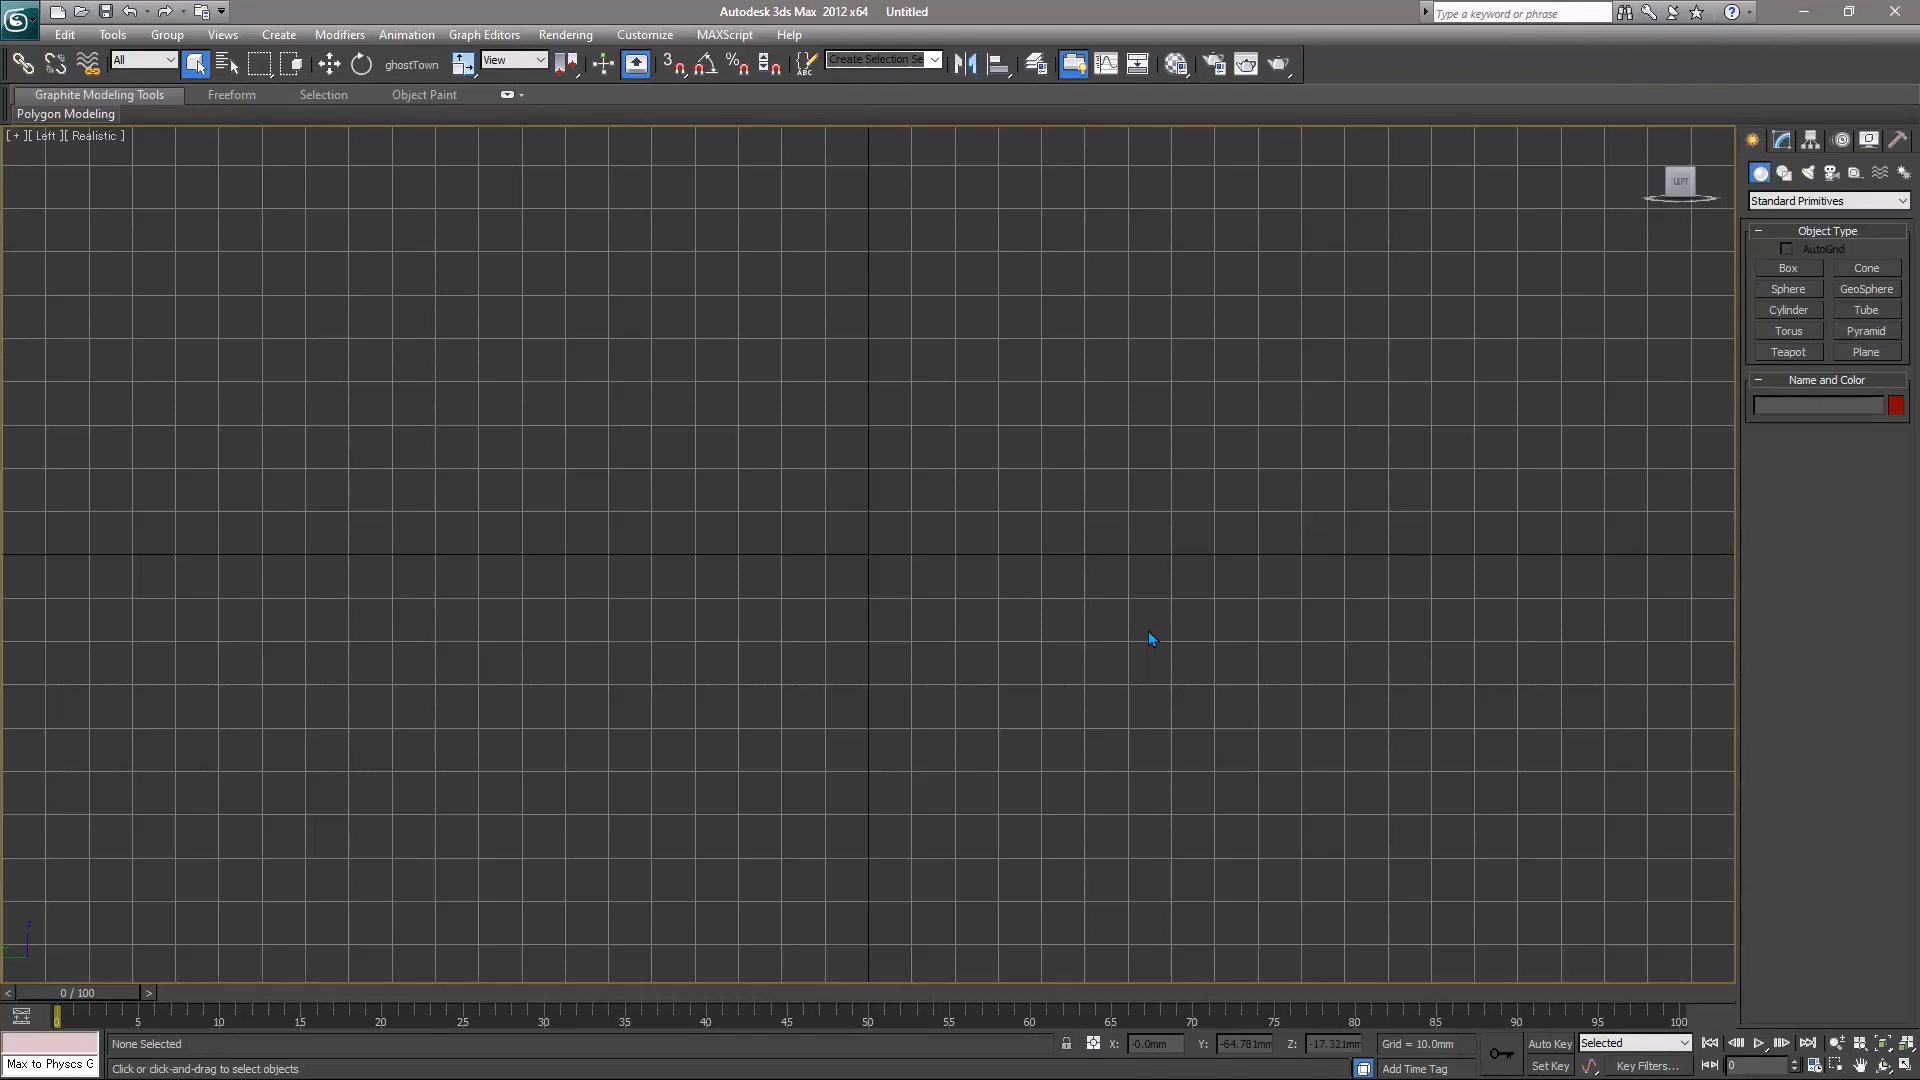 Autodesk 3ds Max 2012 x64 Untitled
Type a keyword or phrase
Edit Tools Group Views Create Modifiers Animation Graph Editors Rendering Customize MAXScript Help
All ghostTown View 3 % ABC Create Selection Se
Graphite Modeling Tools Freeform Selection Object Paint
Polygon Modeling
[ + ][ Left ][ Realistic ]
LEFT
Standard Primitives
Object Type
AutoGrid
Box Cone
Sphere GeoSphere
Cylinder Tube
Torus Pyramid
Teapot Plane
Name and Color
z
y
< 0 / 100 >
0 5 10 15 20 25 30 35 40 45 50 55 60 65 70 75 80 85 90 95 100
None Selected X: -0.0mm Y: -64.781mm Z: -17.321mm Grid = 10.0mm Auto Key Selected
Max to Physcs C Click or click-and-drag to select objects Add Time Tag Set Key Key Filters... 0